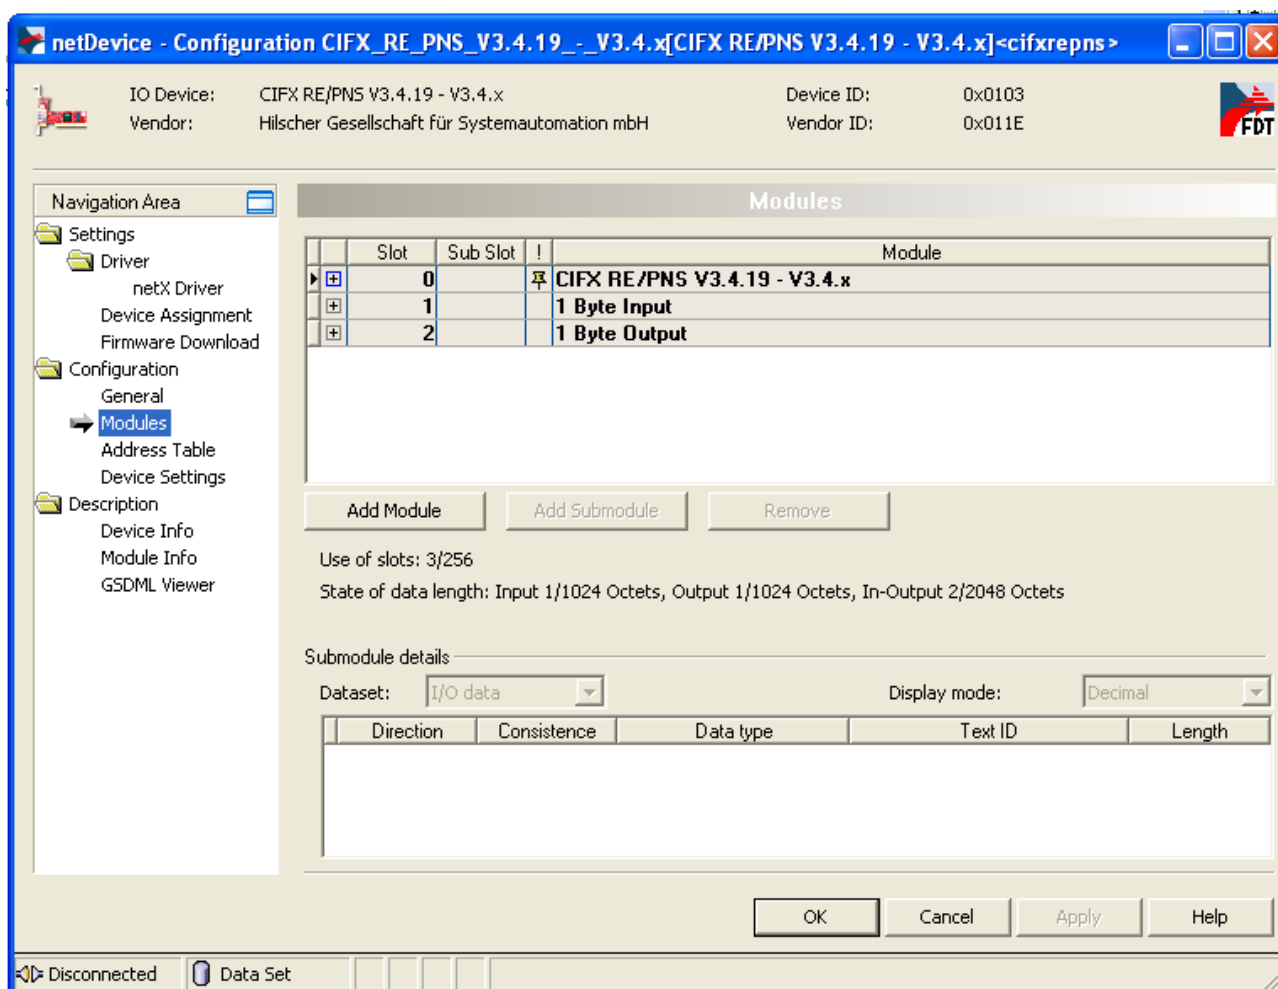 netDevice - Configuration CIFX_RE_PNS_V3.4.19_-_V3.4.x[CIFX RE/PNS V3.4.19 - V3.4.x]<cifxrepns>
IO Device: CIFX RE/PNS V3.4.19 - V3.4.x Device ID: 0x0103
Vendor: Hilscher Gesellschaft für Systemautomation mbH Vendor ID: 0x011E
FDT
Navigation Area
Settings
Driver
netX Driver
Device Assignment
Firmware Download
Configuration
General
Modules
Address Table
Device Settings
Description
Device Info
Module Info
GSDML Viewer
Modules
Slot Sub Slot ! Module
0 CIFX RE/PNS V3.4.19 - V3.4.x
1 1 Byte Input
2 1 Byte Output
Add Module Add Submodule Remove
Use of slots: 3/256
State of data length: Input 1/1024 Octets, Output 1/1024 Octets, In-Output 2/2048 Octets
Submodule details
Dataset: I/O data Display mode: Decimal
Direction Consistence Data type Text ID Length
OK Cancel Apply Help
Disconnected Data Set